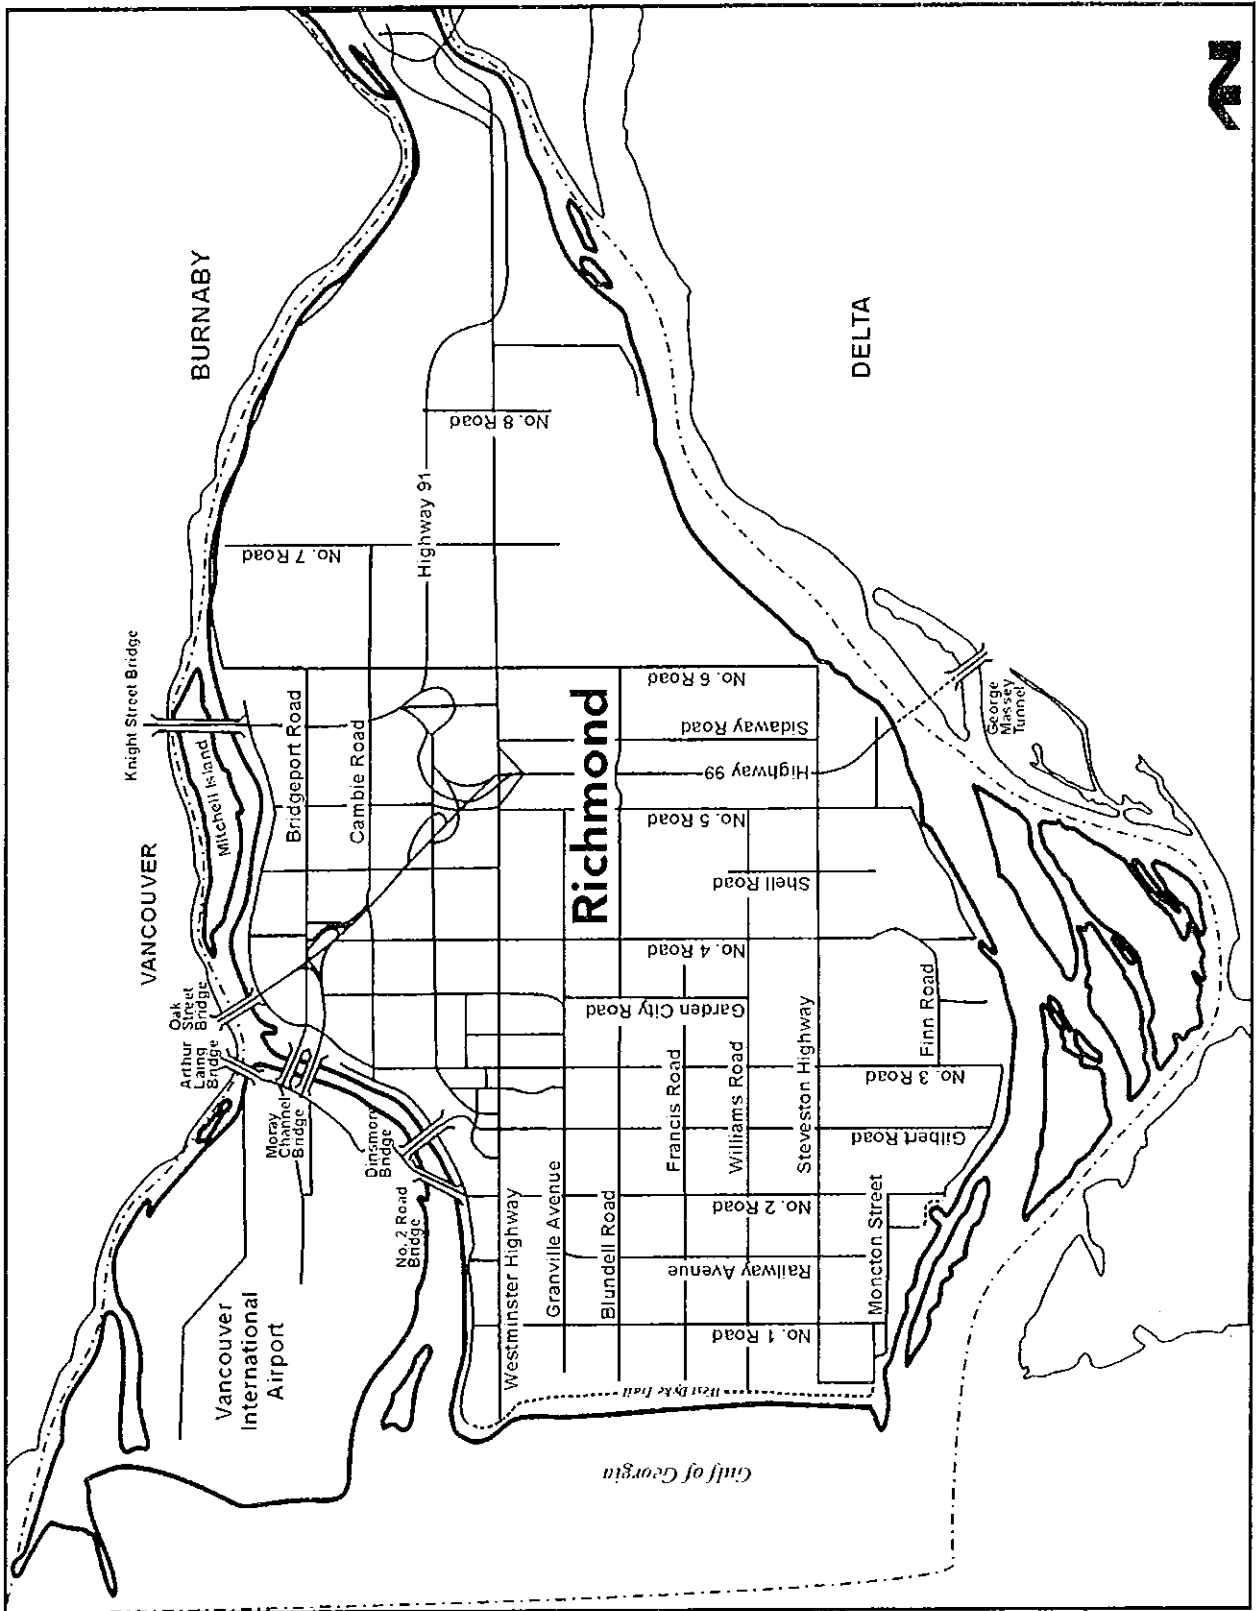 N
BURNABY
DELTA
No. 8 Road
Highway 91
No. 7 Road
Knight Street Bridge
Mitchell Island
Bridgeport Road
Cambie Road
No. 6 Road
Sidaway Road
Highway 99
George
Massey
Tunnel
Richmond
No. 5 Road
Shell Road
VANCOUVER
No. 4 Road
Oak
Street
Bridge
Garden City Road
Finn Road
Arthur
Laing
Bridge
Francis Road
Williams Road
Steveston Highway
No. 3 Road
Moray
Channel
Bridge
Dinsmore
Bridge
Gilbert Road
No. 2 Road
Bridge
Westminster Highway
Granville Avenue
Blundell Road
No. 2 Road
Moncton Street
Railway Avenue
No. 1 Road
Vancouver
International
Airport
West Dyke Trail
Gulf of Georgia